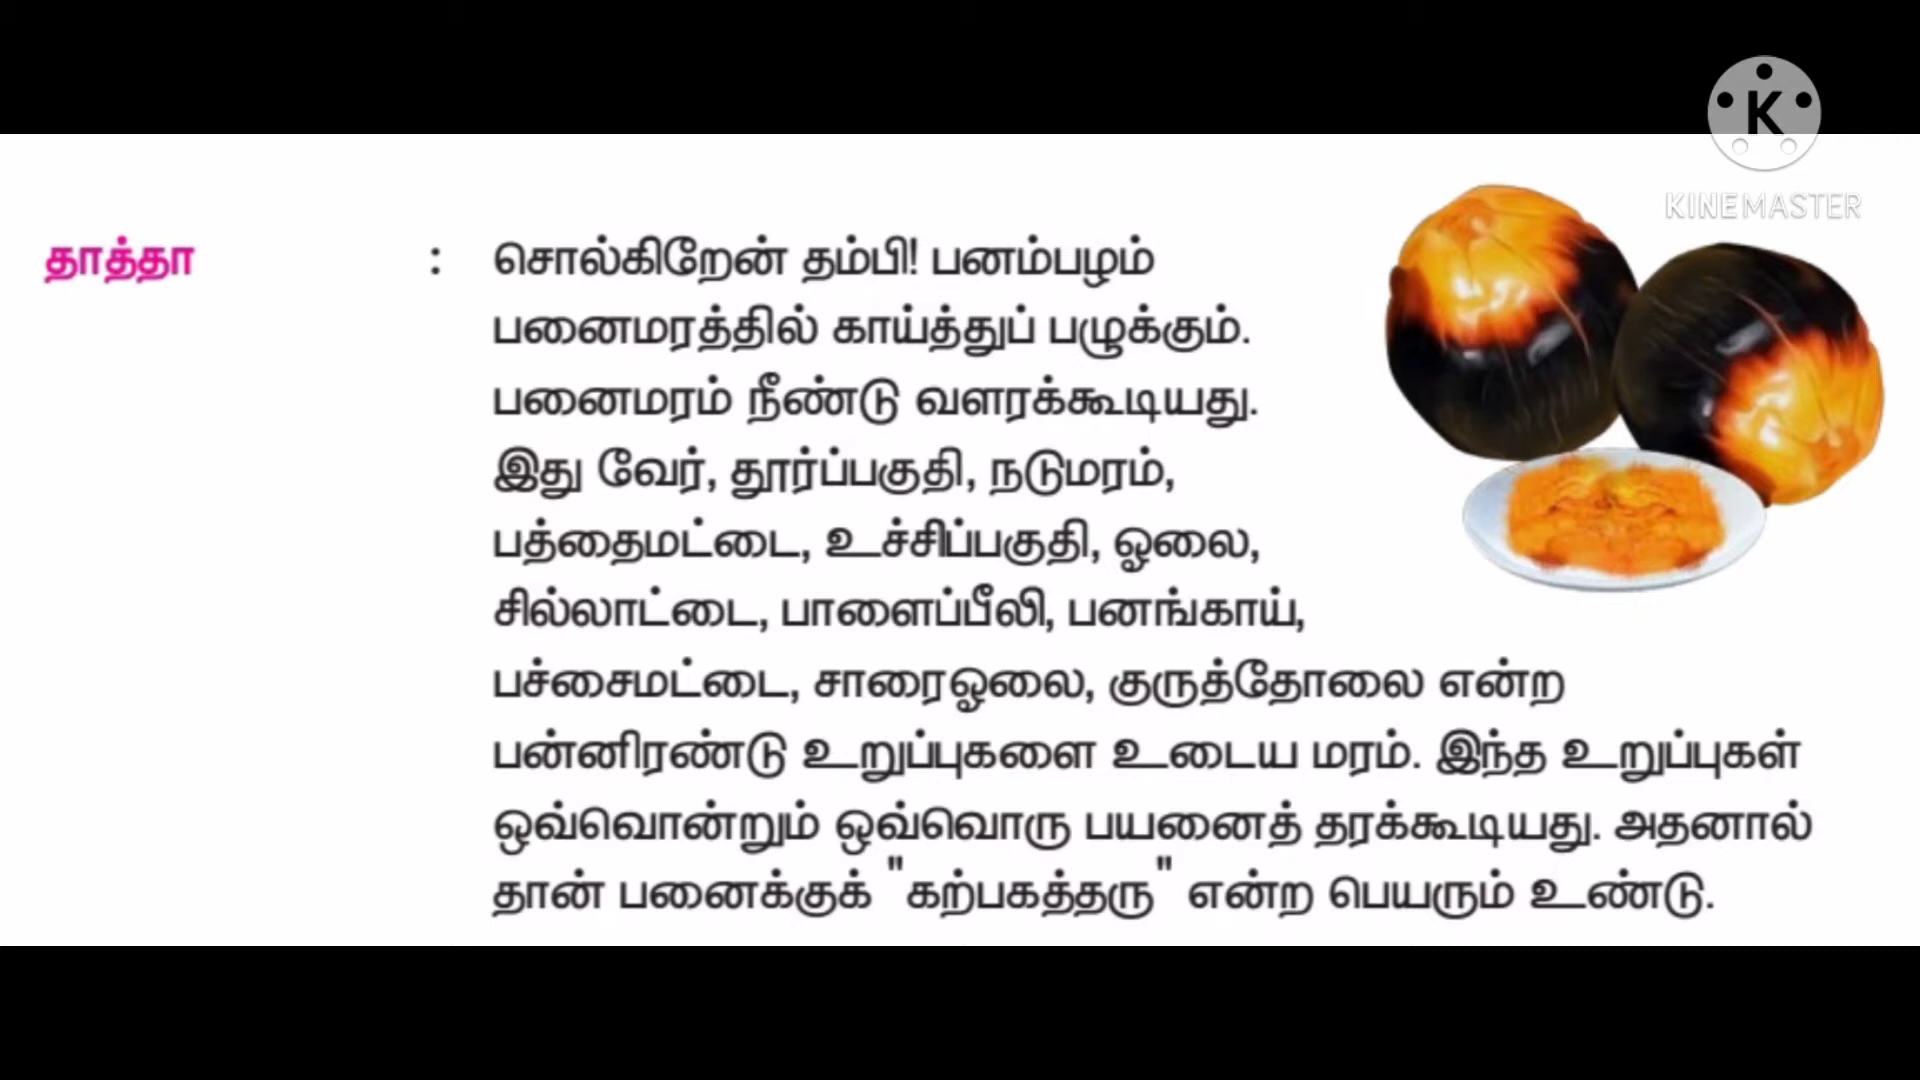 K
KINEMASTER
தாத்தா : சொல்கிறேன் தம்பி! பனம்பழம்
பனைமரத்தில் காய்த்துப் பழுக்கும்.
பனைமரம் நீண்டு வளரக்கூடியது.
இது வேர், தூர்ப்பகுதி, நடுமரம்,
பத்தைமட்டை, உச்சிப்பகுதி, ஓலை,
சில்லாட்டை, பாளைப்பீலி, பனங்காய்,
பச்சைமட்டை, சாரைஓலை, குருத்தோலை என்ற
பன்னிரண்டு உறுப்புகளை உடைய மரம். இந்த உறுப்புகள்
ஒவ்வொன்றும் ஒவ்வொரு பயனைத் தரக்கூடியது. அதனால்
தான் பனைக்குக் "கற்பகத்தரு" என்ற பெயரும் உண்டு.